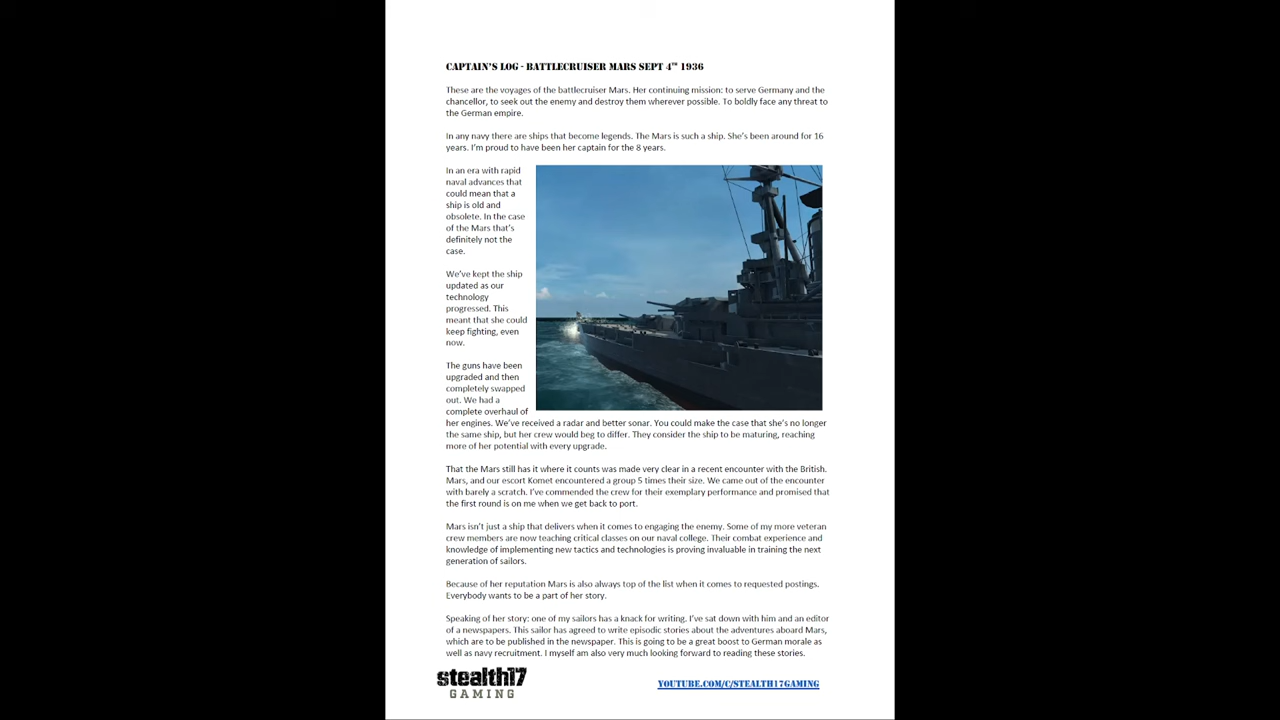 CAPTAIN'S LOG - BATTLECRUISER MARS SEPT 4TH 1936
These are the voyages of the battlecruiser Mars. Her continuing mission: to serve Germany and the
chancellor, to seek out the enemy and destroy them wherever possible. To boldly face any threat to
the German empire.
In any navy there are ships that become legends. The Mars is such a ship. She's been around for 16
years. I'm proud to have been her captain for the 8 years.
In an era with rapid
naval advances that
could mean that a
ship is old and
obsolete. In the case
of the Mars that's
definitely not the
case.
We've kept the ship
updated as our
technology
progressed. This
meant that she could
keep fighting, even
now.
The guns have been
upgraded and then
completely swapped
out. We had a
complete overhaul of
her engines. We've received a radar and better sonar. You could make the case that she's no longer
the same ship, but her crew would beg to differ. They consider the ship to be maturing, reaching
more of her potential with every upgrade.
That the Mars still has it where it counts was made very clear in a recent encounter with the British.
Mars, and our escort Komet encountered a group 5 times their size. We came out of the encounter
with barely a scratch. I've commended the crew for their exemplary performance and promised that
the first round is on me when we get back to port.
Mars isn't just a ship that delivers when it comes to engaging the enemy. Some of my more veteran
crew members are now teaching critical classes on our naval college. Their combat experience and
knowledge of implementing new tactics and technologies is proving invaluable in training the next
generation of sailors.
Because of her reputation Mars is also always top of the list when it comes to requested postings.
Everybody wants to be a part of her story.
Speaking of her story: one of my sailors has a knack for writing. I've sat down with him and an editor
of a newspapers. This sailor has agreed to write episodic stories about the adventures aboard Mars,
which are to be published in the newspaper. This is going to be a great boost to German morale as
well as navy recruitment. I myself am also very much looking forward to reading these stories.
stealth17
GAMING
YOUTUBE.COM/C/STEALTH17GAMING